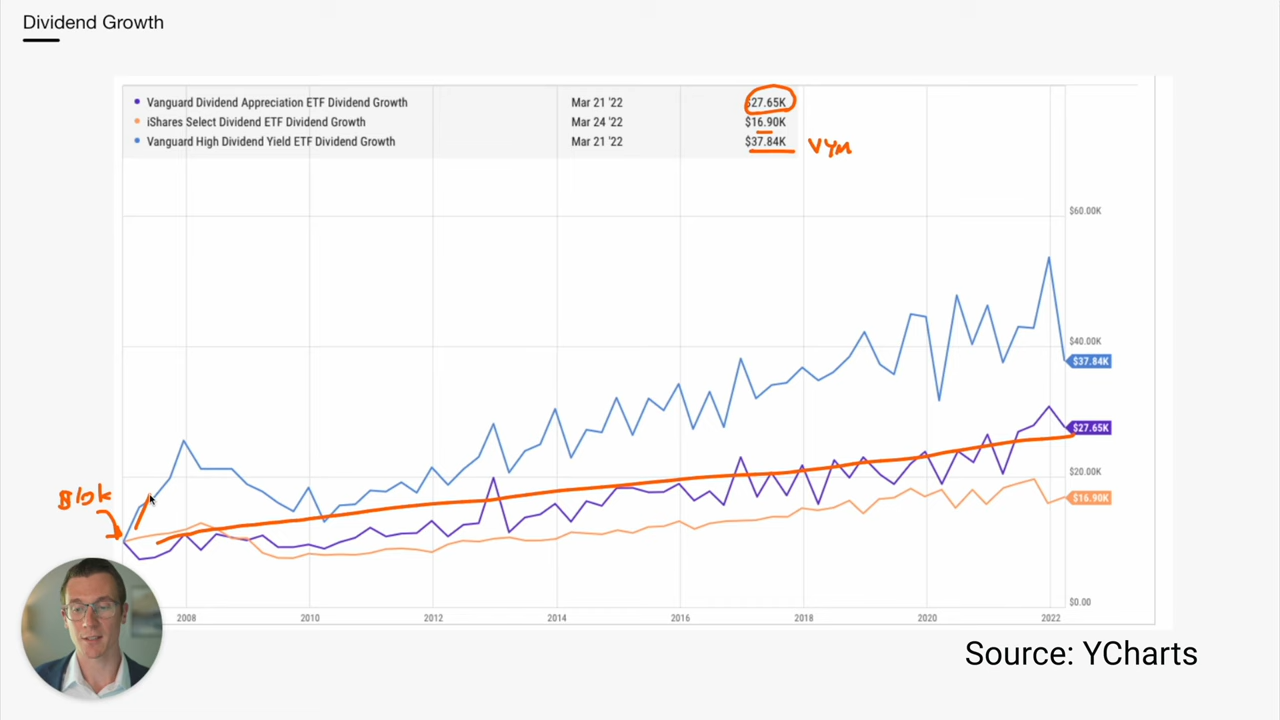 Dividend Growth
Vanguard Dividend Appreciation ETF Dividend Growth Mar 21 '22 $27.65K
iShares Select Dividend ETF Dividend Growth Mar 24 '22 $16.90K
Vanguard High Dividend Yield ETF Dividend Growth Mar 21 '22 $37.84K VYM
$60.00K
$40.00K
$37.84K
$27.65K
$20.00K
$10k
$16.90K
$0.00
2008 2010 2012 2014 2016 2018 2020 2022
Source: YCharts